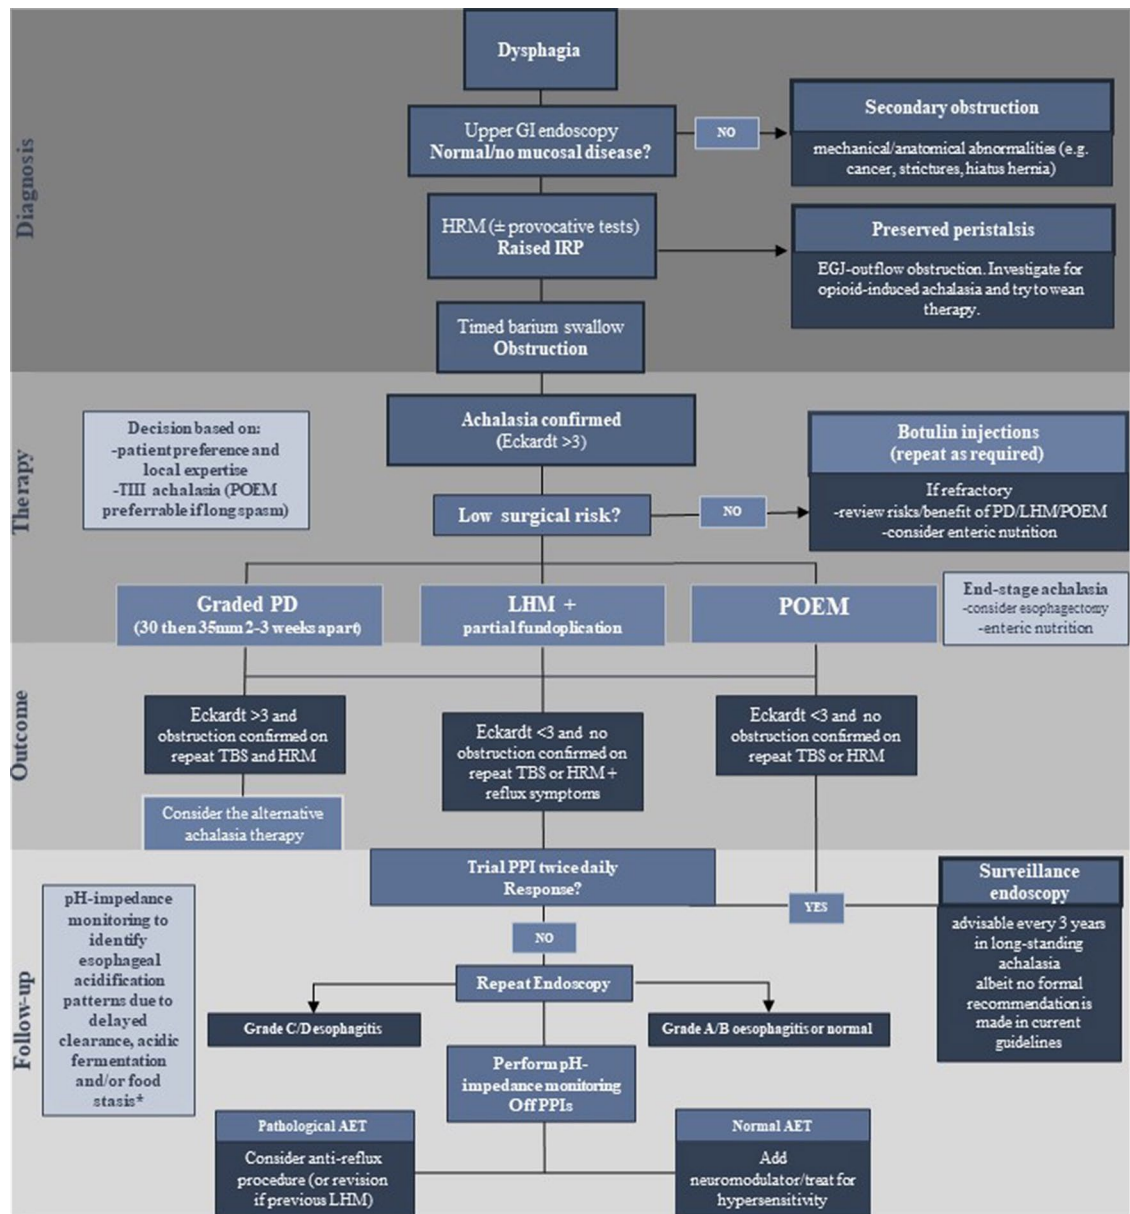 Diagnosis
Dysphagia
Upper GI endoscopy
Normal/no mucosal disease?
NO
Secondary obstruction
mechanical/anatomical abnormalities (e.g.
cancer, strictures, hiatus hernia)
HRM (± provocative tests)
Raised IRP
Preserved peristalsis
EGJ-outflow obstruction. Investigate for
opioid-induced achalasia and try to wean
therapy.
Timed barium swallow
Obstruction
Therapy
Decision based on:
-patient preference and
local expertise
-TIII achalasia (POEM
preferrable if long spasm)
Achalasia confirmed
(Eckardt >3)
Botulin injections
(repeat as required)
If refractory
-review risks/benefit of PD/LHM/POEM
-consider enteric nutrition
Low surgical risk?
NO
Graded PD
(30 then 35mm 2-3 weeks apart)
LHM +
partial fundoplication
POEM
End-stage achalasia
-consider esophagectomy
-enteric nutrition
Outcome
Eckardt >3 and
obstruction confirmed on
repeat TBS and HRM
Eckardt <3 and no
obstruction confirmed on
repeat TBS or HRM +
reflux symptoms
Eckardt <3 and no
obstruction confirmed on
repeat TBS or HRM
Consider the alternative
achalasia therapy
Follow-up
pH-impedance
monitoring to
identify
esophageal
acidification
patterns due to
delayed
clearance, acidic
fermentation
and/or food
stasis*
Trial PPI twice daily
Response?
YES
Surveillance
endoscopy
advisable every 3 years
in long-standing
achalasia
albeit no formal
recommendation is
made in current
guidelines
NO
Repeat Endoscopy
Grade C/D esophagitis
Grade A/B oesophagitis or normal
Perform pH-
impedance monitoring
Off PPIs
Pathological AET
Consider anti-reflux
procedure (or revision
if previous LHM)
Normal AET
Add
neuromodulator/treat for
hypersensitivity